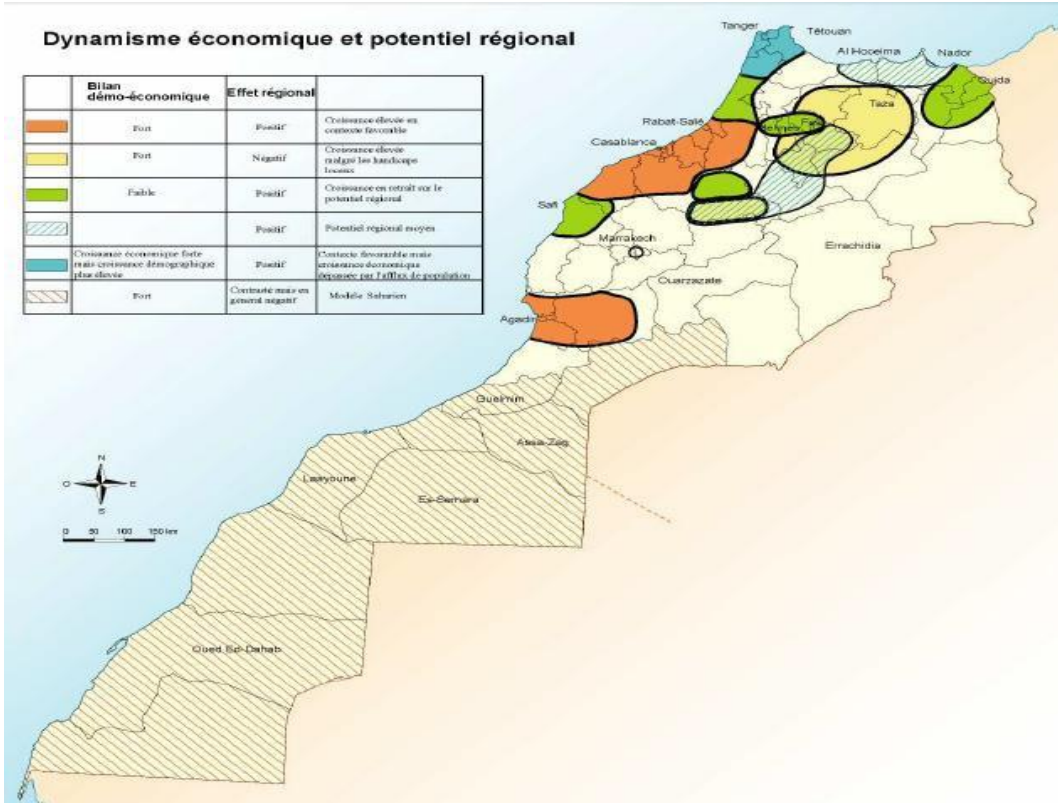 Dynamisme économique et potentiel régional
Bilan
démo-économique
Effet régional
Fort
Positif
Croissance élevée en
contexte favorable
Fort
Négatif
Croissance élevée
malgré les handicaps
locaux
Faible
Positif
Croissance en retrait sur le
potentiel régional
Positif
Potentiel régional moyen
Croissance économique forte
mais croissance démographique
plus élevée
Positif
Contexte favorable mais
croissance économique
dépassée par l'afflux de population
Fort
Contrasté mais en
général négatif
Modèle Saharien
Tanger
Tétouan
Al Hoceima
Nador
Oujda
Taza
Fès
Meknès
Rabat-Salé
Casablanca
Safi
Marrakech
Errachidia
Ouarzazate
Agadir
Guelmim
Assa-Zag
Laayoune
Es-Semara
Oued Ed-Dahab
N
O
E
S
0 50 100 150 km